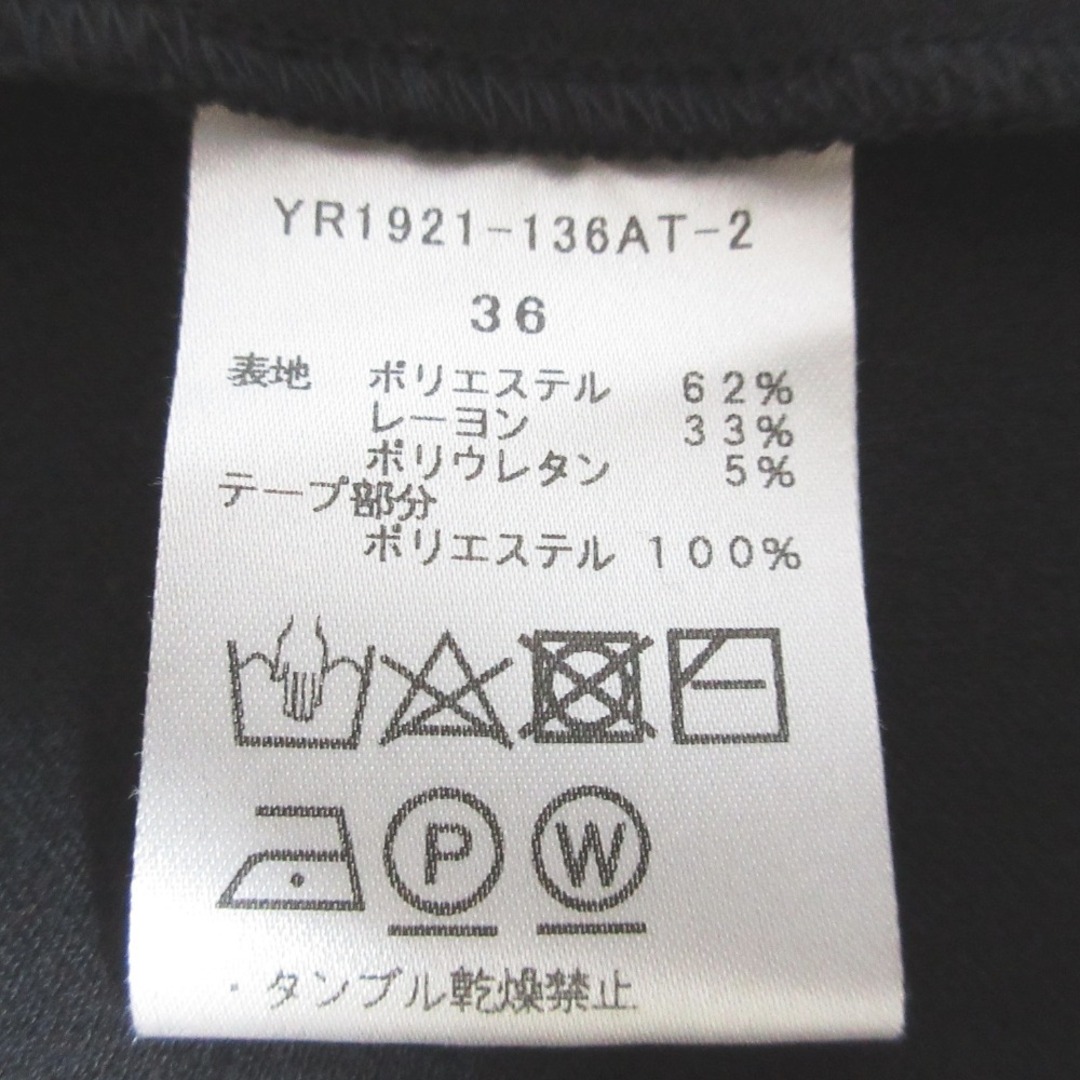 YR1921-136AT-2
36
表地 ポリエステル 62%
レーヨン 33%
ポリウレタン 5%
テープ部分
ポリエステル 100%
P W
・タンブル乾燥禁止